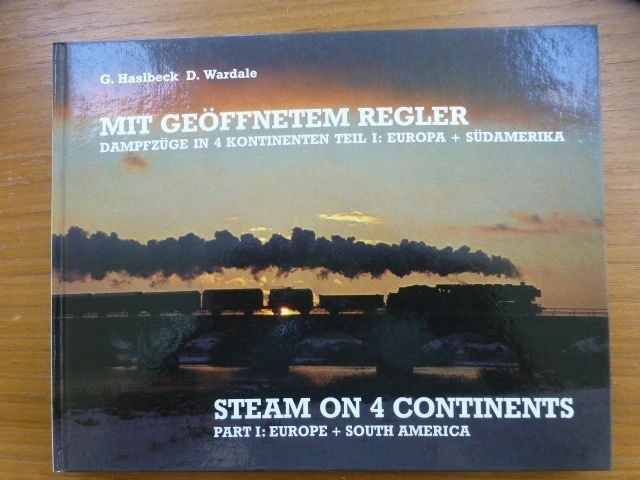 G. Haslbeck D. Wardale
MIT GEÖFFNETEM REGLER
DAMPFZÜGE IN 4 KONTINENTEN TEIL I: EUROPA + SÜDAMERIKA
STEAM ON 4 CONTINENTS
PART I: EUROPE + SOUTH AMERICA